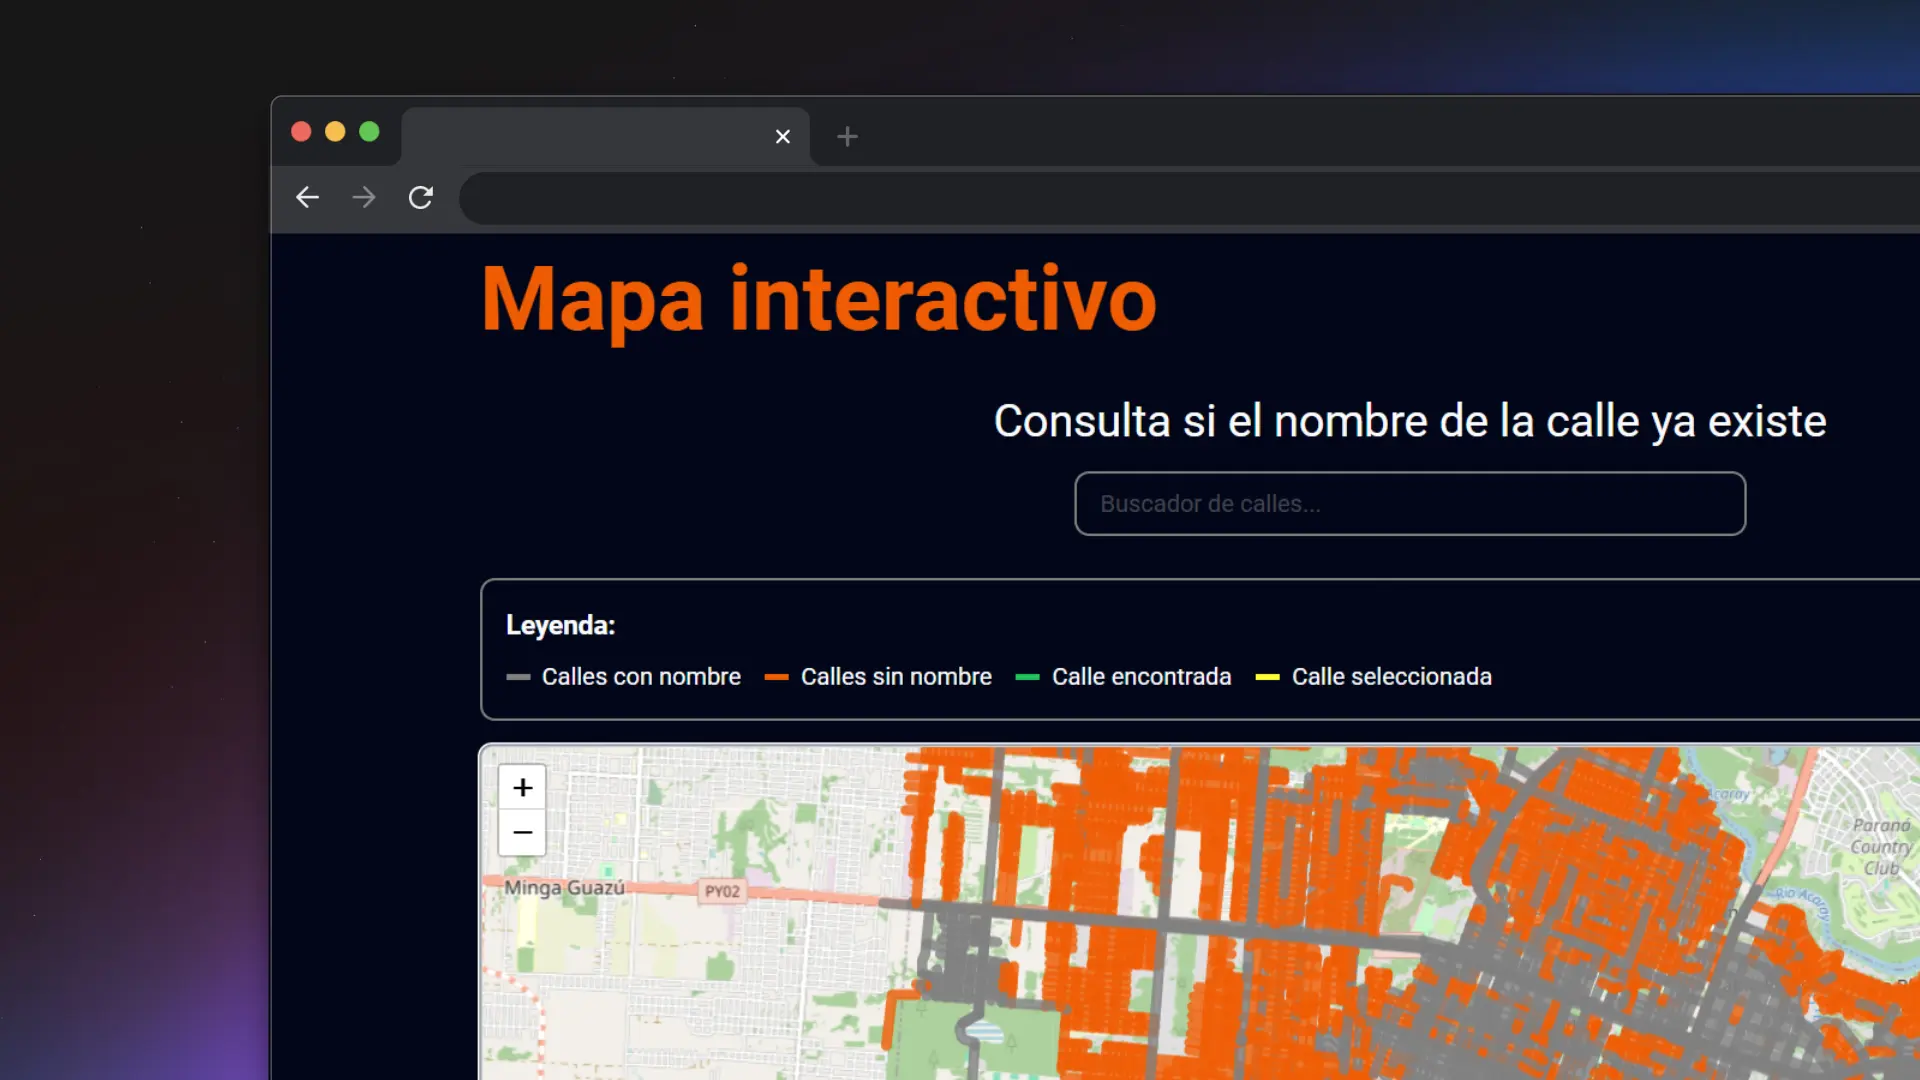 Mapa interactivo
Consulta si el nombre de la calle ya existe
Buscador de calles...
Leyenda:
Calles con nombre
Calles sin nombre
Calle encontrada
Calle seleccionada
+
−
Acaray
Paraná
Country
Club
Minga Guazú
PY02
Río Acaray